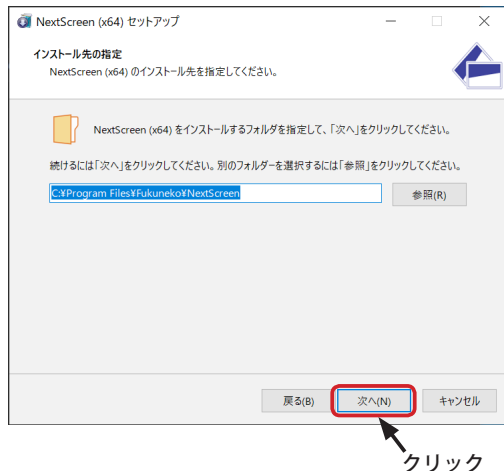 NextScreen (x64) セットアップ
インストール先の指定
NextScreen (x64) のインストール先を指定してください。
NextScreen (x64) をインストールするフォルダを指定して、「次へ」をクリックしてください。
続けるには「次へ」をクリックしてください。別のフォルダーを選択するには「参照」をクリックしてください。
C:¥Program Files¥Fukuneko¥NextScreen
参照(R)
戻る(B)
次へ(N)
キャンセル
クリック